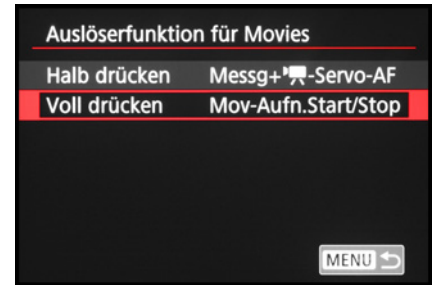 Auslöserfunktion für Movies
Halb drücken Messg+-Servo-AF
Voll drücken Mov-Aufn.Start/Stop
MENU